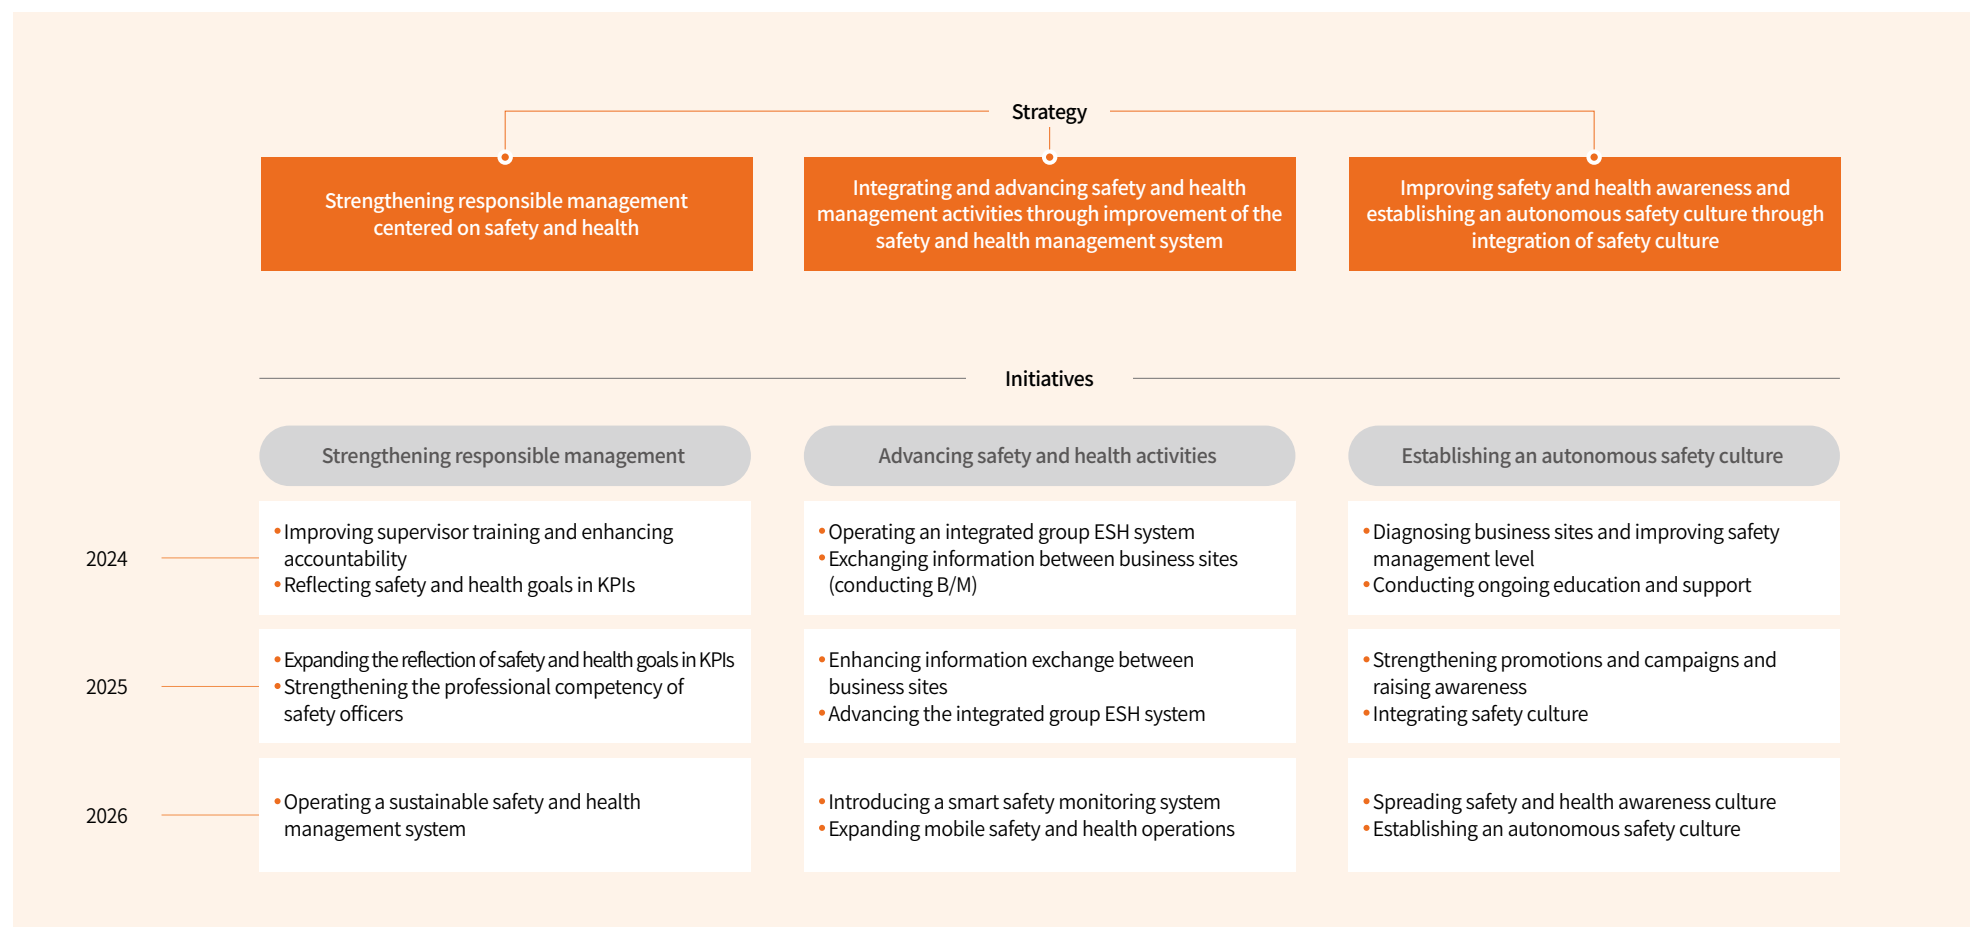 Strategy
Strengthening responsible management
centered on safety and health
Integrating and advancing safety and health
management activities through improvement of the
safety and health management system
Improving safety and health awareness and
establishing an autonomous safety culture through
integration of safety culture
Initiatives
Strengthening responsible management
Advancing safety and health activities
Establishing an autonomous safety culture
2024
• Improving supervisor training and enhancing
accountability
• Reflecting safety and health goals in KPIs
• Operating an integrated group ESH system
• Exchanging information between business sites
(conducting B/M)
• Diagnosing business sites and improving safety
management level
• Conducting ongoing education and support
2025
• Expanding the reflection of safety and health goals in KPIs
• Strengthening the professional competency of
safety officers
• Enhancing information exchange between
business sites
• Advancing the integrated group ESH system
• Strengthening promotions and campaigns and
raising awareness
• Integrating safety culture
2026
• Operating a sustainable safety and health
management system
• Introducing a smart safety monitoring system
• Expanding mobile safety and health operations
• Spreading safety and health awareness culture
• Establishing an autonomous safety culture